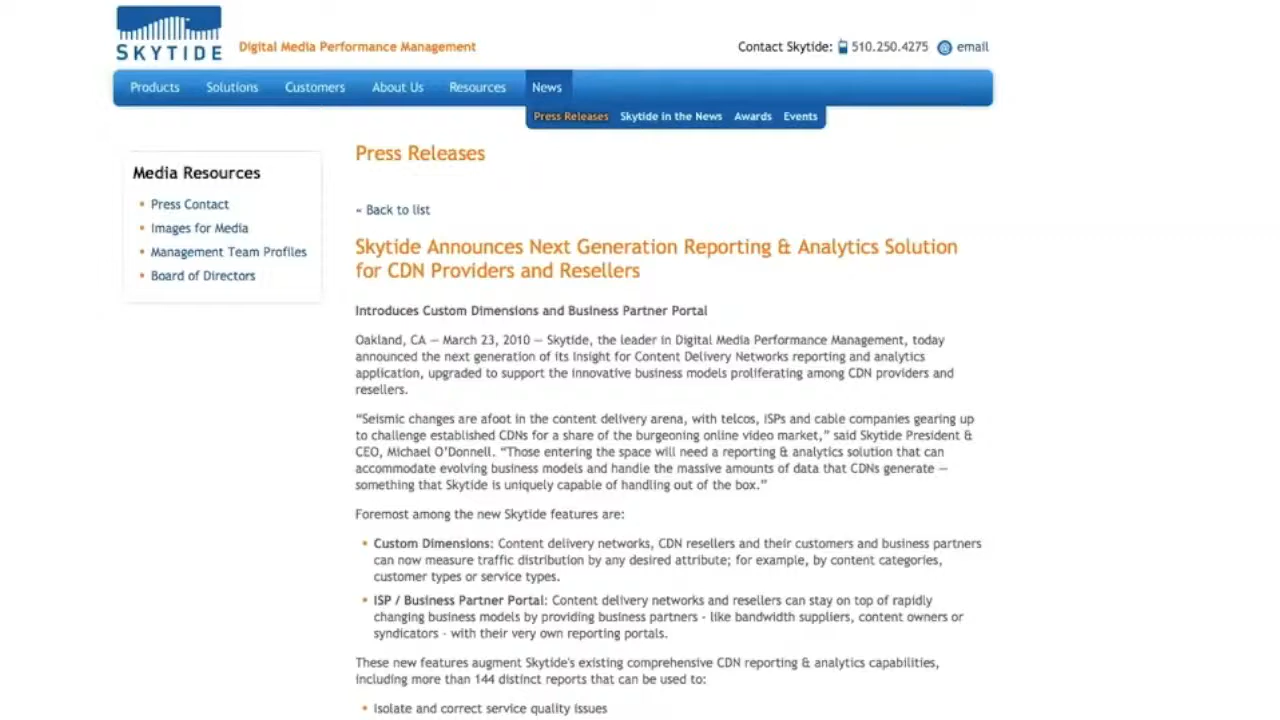 SKYTIDE
Digital Media Performance Management
Contact Skytide: 510.250.4275 email
Products Solutions Customers About Us Resources News
Press Releases Skytide in the News Awards Events
Media Resources
• Press Contact
• Images for Media
• Management Team Profiles
• Board of Directors
Press Releases
« Back to list
Skytide Announces Next Generation Reporting & Analytics Solution
for CDN Providers and Resellers
Introduces Custom Dimensions and Business Partner Portal
Oakland, CA — March 23, 2010 — Skytide, the leader in Digital Media Performance Management, today
announced the next generation of its Insight for Content Delivery Networks reporting and analytics
application, upgraded to support the innovative business models proliferating among CDN providers and
resellers.
“Seismic changes are afoot in the content delivery arena, with telcos, ISPs and cable companies gearing up
to challenge established CDNs for a share of the burgeoning online video market,” said Skytide President &
CEO, Michael O’Donnell. “Those entering the space will need a reporting & analytics solution that can
accommodate evolving business models and handle the massive amounts of data that CDNs generate —
something that Skytide is uniquely capable of handling out of the box.”
Foremost among the new Skytide features are:
• Custom Dimensions: Content delivery networks, CDN resellers and their customers and business partners
can now measure traffic distribution by any desired attribute; for example, by content categories,
customer types or service types.
• ISP / Business Partner Portal: Content delivery networks and resellers can stay on top of rapidly
changing business models by providing business partners - like bandwidth suppliers, content owners or
syndicators - with their very own reporting portals.
These new features augment Skytide's existing comprehensive CDN reporting & analytics capabilities,
including more than 144 distinct reports that can be used to:
• Isolate and correct service quality issues